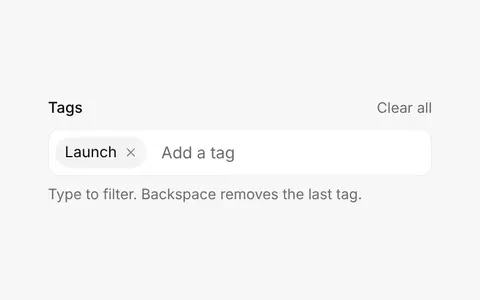 Tags Clear all
Launch × Add a tag
Type to filter. Backspace removes the last tag.